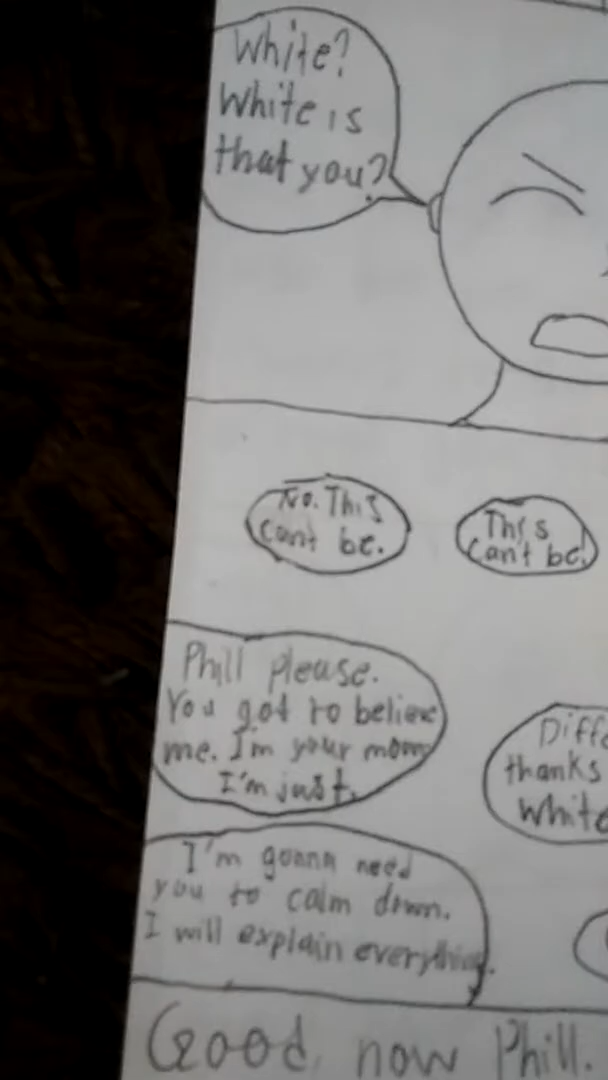 White?
White is
that you?
No. This
can't be.
This
can't be!
Phill please.
You got to believe
me. I'm your mom
I'm just.
thanks
White
I'm gonna need
you to calm down.
I will explain everything.
Good, now Phill.